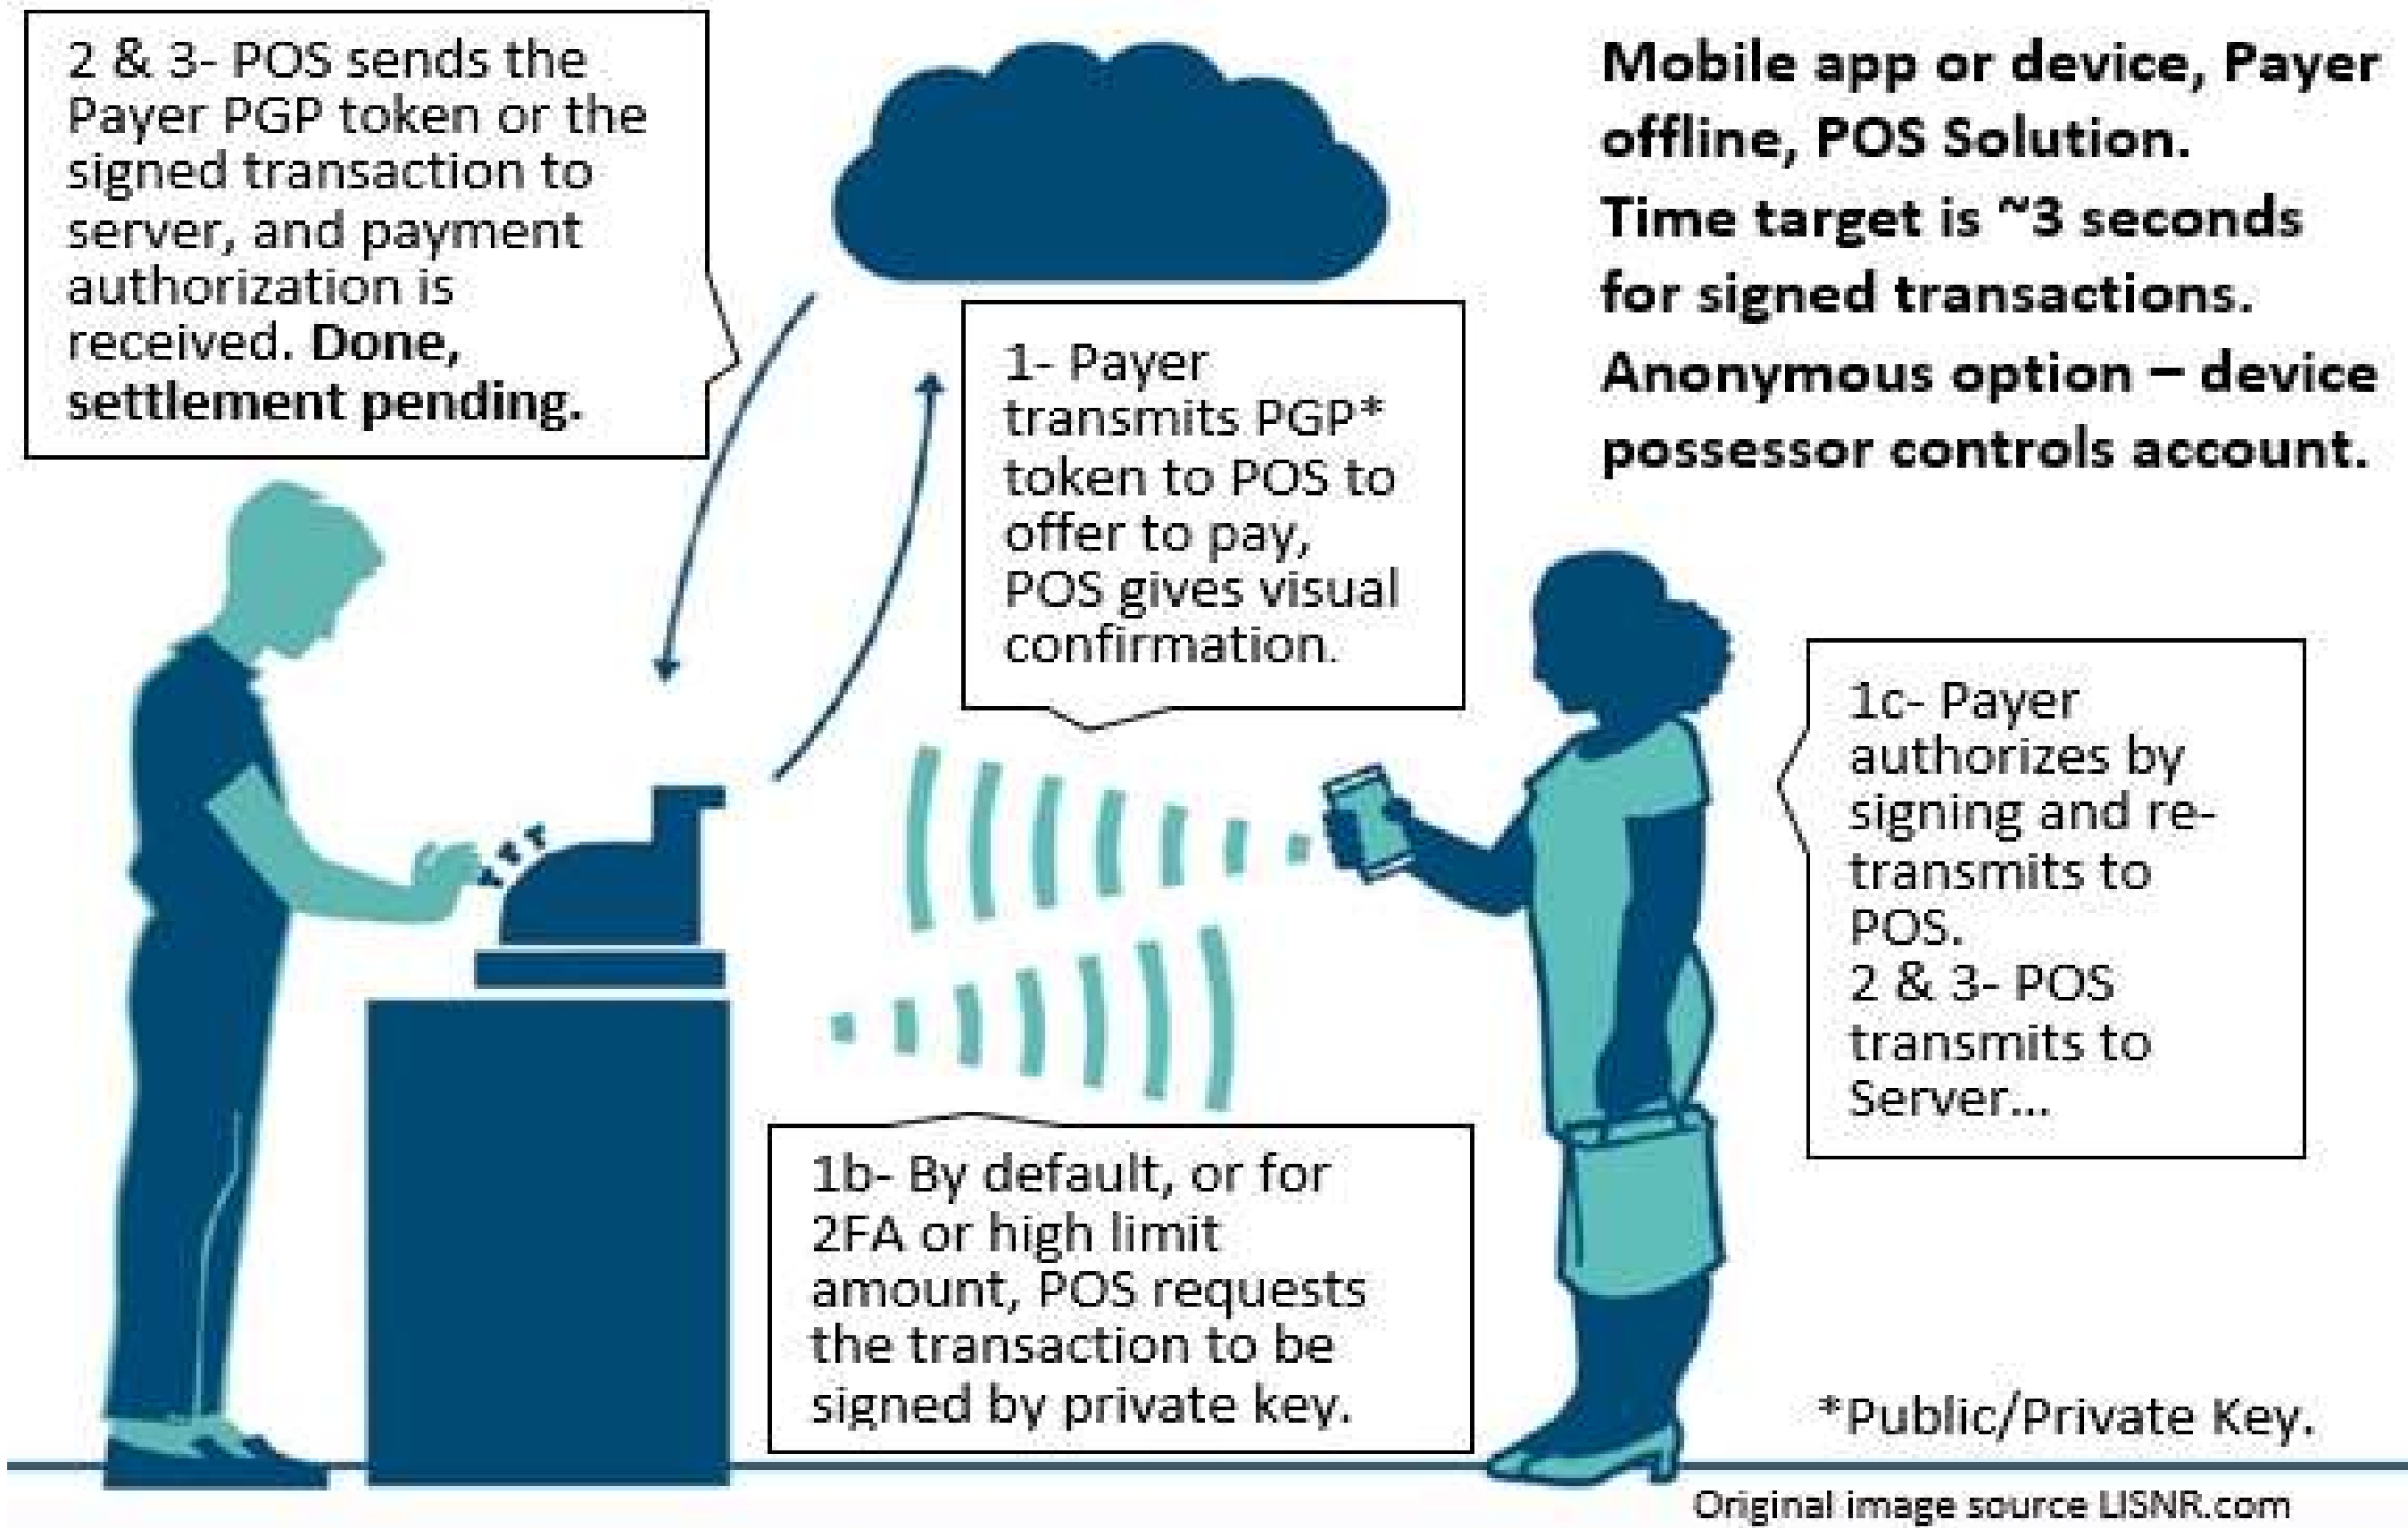 2 & 3- POS sends the
Payer PGP token or the
signed transaction to
server, and payment
authorization is
received. Done,
settlement pending.
Mobile app or device, Payer
offline, POS Solution.
Time target is ~3 seconds
for signed transactions.
Anonymous option – device
possessor controls account.
1- Payer
transmits PGP*
token to POS to
offer to pay,
POS gives visual
confirmation.
1b- By default, or for
2FA or high limit
amount, POS requests
the transaction to be
signed by private key.
1c- Payer
authorizes by
signing and re-
transmits to
POS.
2 & 3- POS
transmits to
Server...
*Public/Private Key.
Original image source LISNR.com